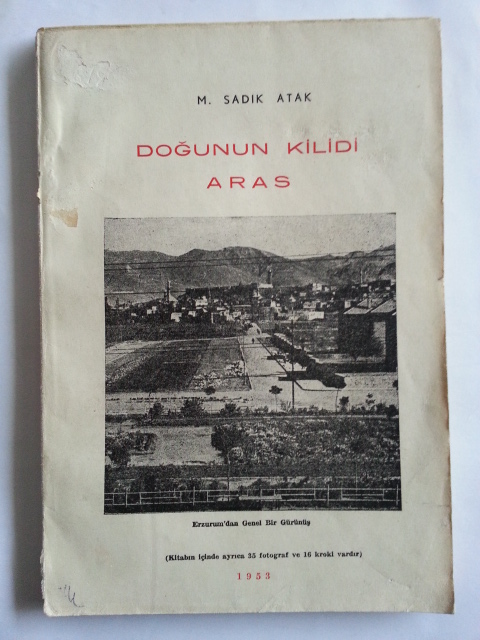 M. SADIK ATAK
DOĞUNUN KİLİDİ
ARAS
Erzurum'dan Genel Bir Görünüş
(Kitabın içinde ayrıca 35 fotograf ve 16 kroki vardır)
1953